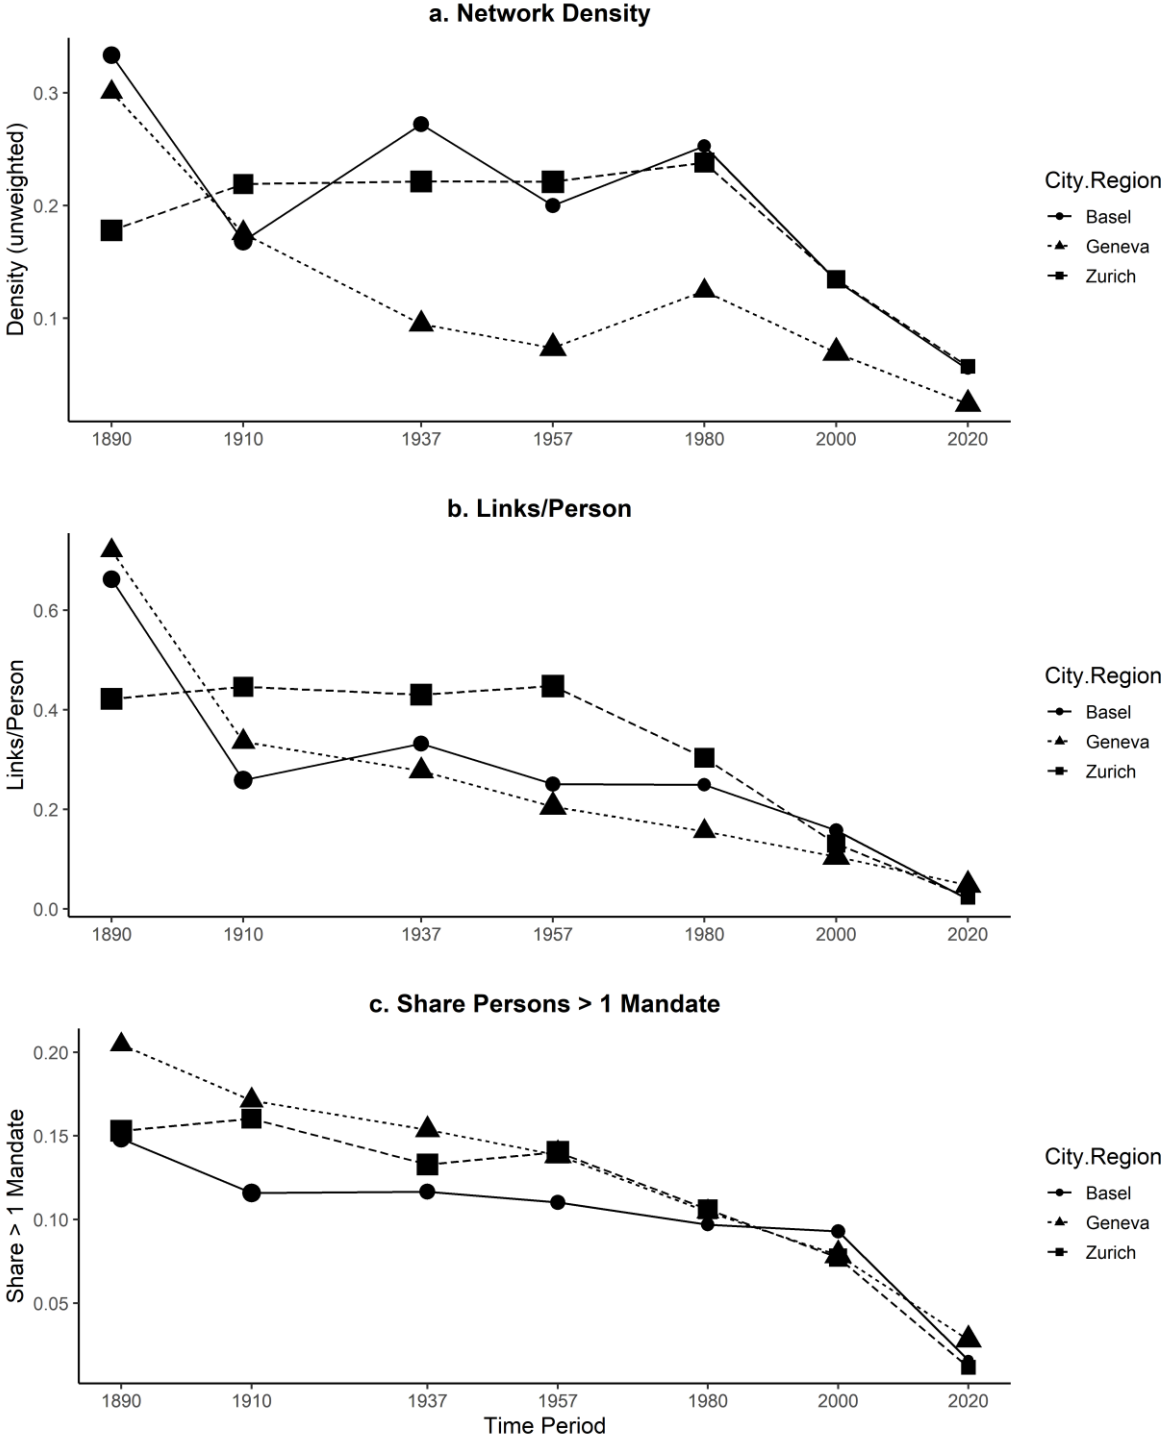 a. Network Density
Density (unweighted)
0.3
0.2
0.1
1890 1910 1937 1957 1980 2000 2020
City.Region
Basel
Geneva
Zurich
b. Links/Person
Links/Person
0.6
0.4
0.2
0.0
1890 1910 1937 1957 1980 2000 2020
City.Region
Basel
Geneva
Zurich
c. Share Persons > 1 Mandate
Share > 1 Mandate
0.20
0.15
0.10
0.05
1890 1910 1937 1957 1980 2000 2020
Time Period
City.Region
Basel
Geneva
Zurich